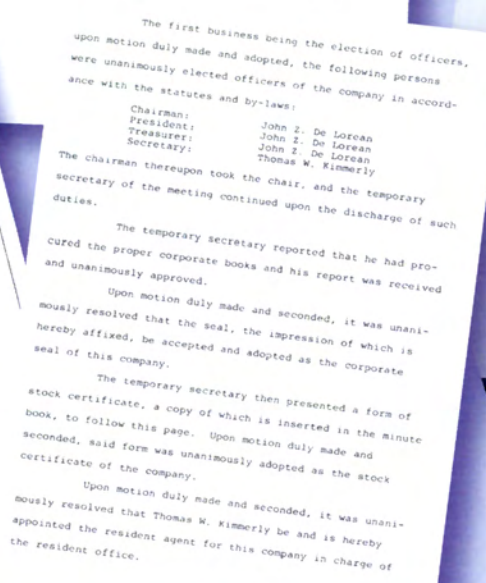 The first business being the election of officers,
upon motion duly made and adopted, the following persons
were unanimously elected officers of the company in accord-
ance with the statutes and by-laws:
Chairman: John Z. De Lorean
President: John Z. De Lorean
Treasurer: John Z. De Lorean
Secretary: Thomas W. Kimmerly
The chairman thereupon took the chair, and the temporary
secretary of the meeting continued upon the discharge of such
duties.
The temporary secretary reported that he had pro-
cured the proper corporate books and his report was received
and unanimously approved.
Upon motion duly made and seconded, it was unani-
mously resolved that the seal, the impression of which is
hereby affixed, be accepted and adopted as the corporate
seal of this company.
The temporary secretary then presented a form of
stock certificate, a copy of which is inserted in the minute
book, to follow this page. Upon motion duly made and
seconded, said form was unanimously adopted as the stock
certificate of the company.
Upon motion duly made and seconded, it was unani-
mously resolved that Thomas W. Kimmerly be and is hereby
appointed the resident agent for this company in charge of
the resident office.